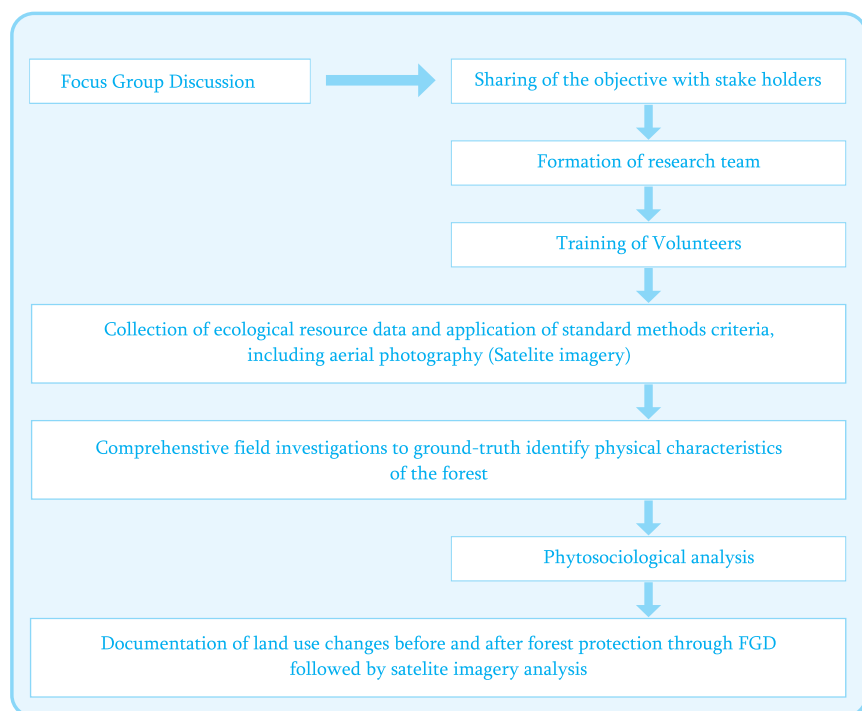 Focus Group Discussion
Sharing of the objective with stake holders
Formation of research team
Training of Volunteers
Collection of ecological resource data and application of standard methods criteria,
including aerial photography (Satelite imagery)
Comprehenstive field investigations to ground-truth identify physical characteristics
of the forest
Phytosociological analysis
Documentation of land use changes before and after forest protection through FGD
followed by satelite imagery analysis